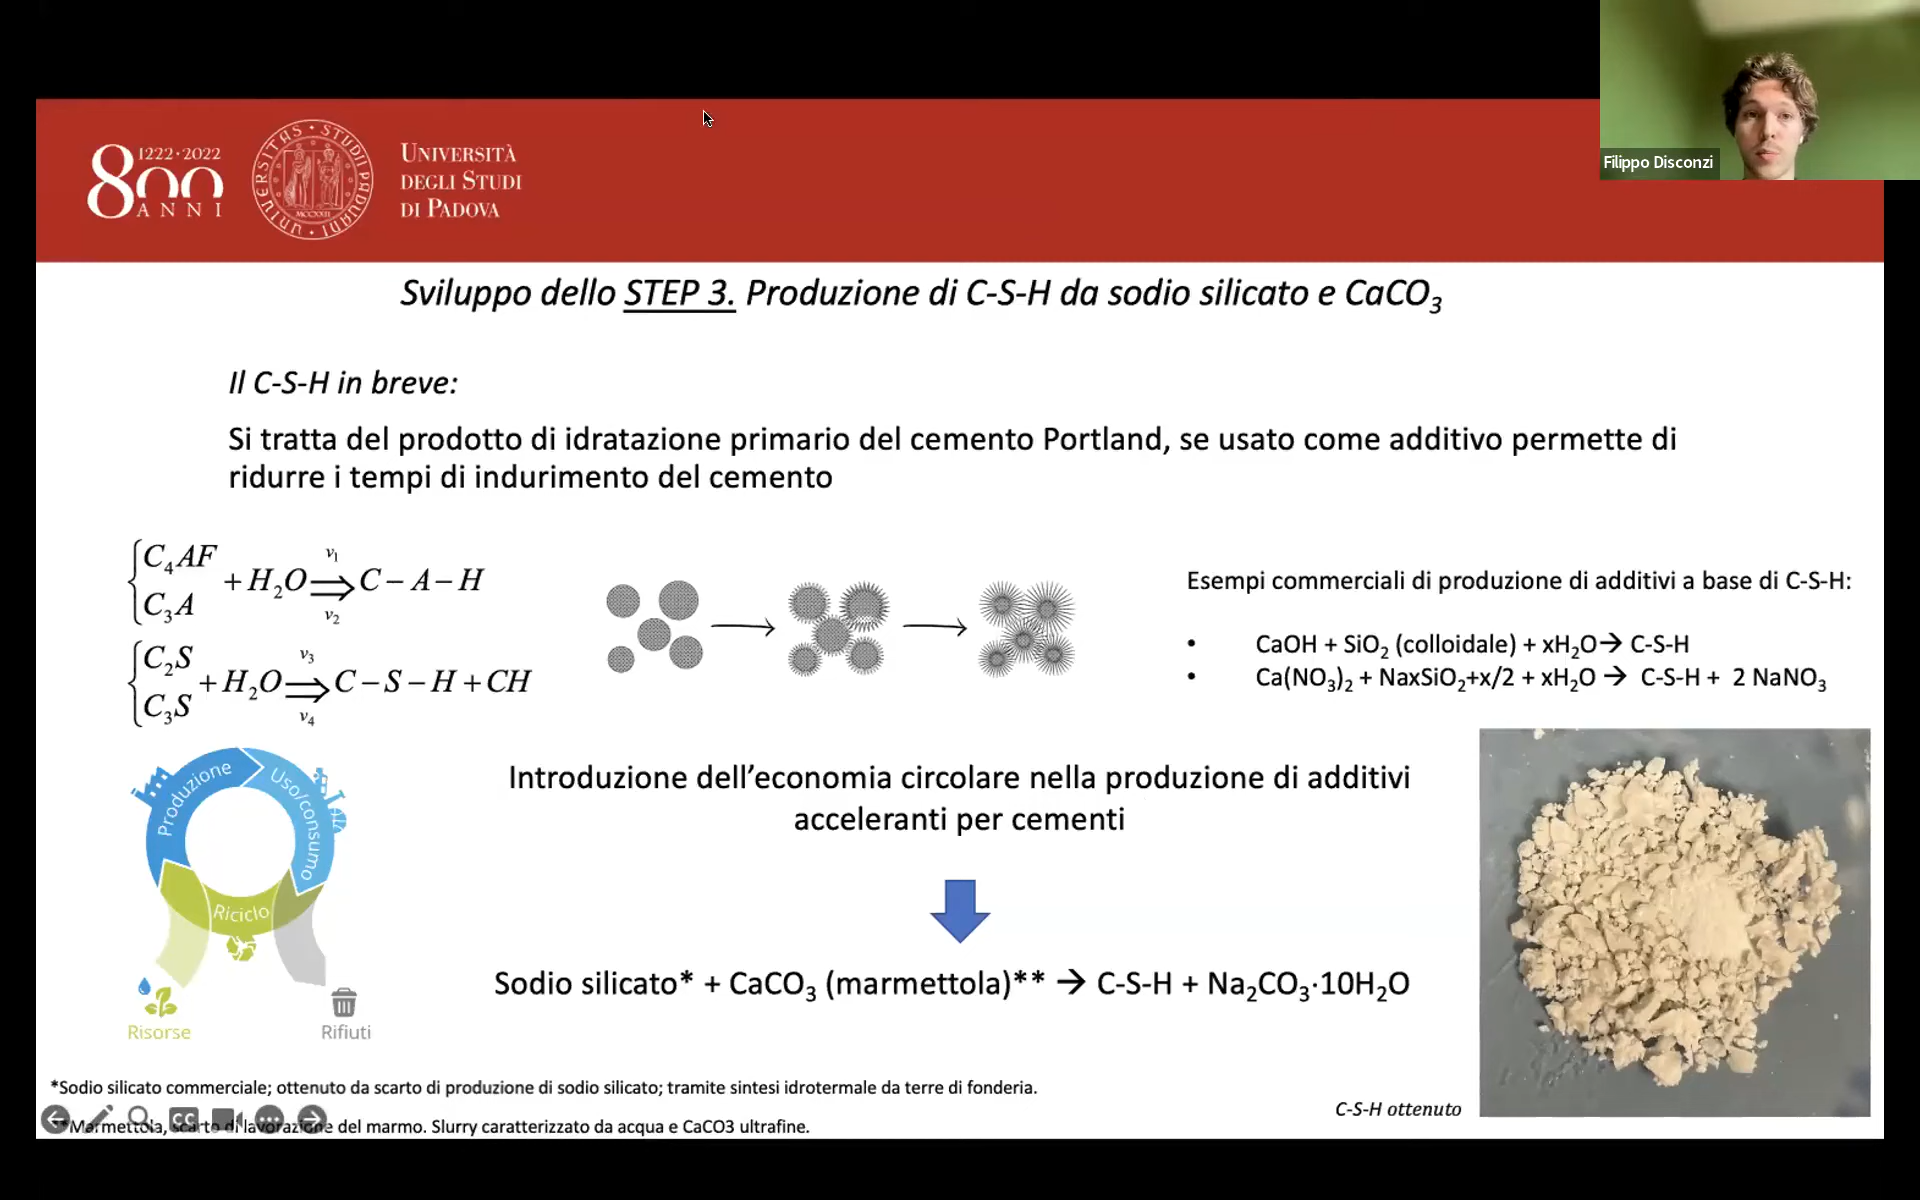 Filippo Disconzi
1222·2022
800
ANNI
UNIVERSITÀ
DEGLI STUDI
DI PADOVA
Sviluppo dello STEP 3. Produzione di C-S-H da sodio silicato e CaCO₃
Il C-S-H in breve:
Si tratta del prodotto di idratazione primario del cemento Portland, se usato come additivo permette di
ridurre i tempi di indurimento del cemento
C₄AF
C₃A
+ H₂O ⇒ C – A – H
v₁
v₂
C₂S
C₃S
+ H₂O ⇒ C – S – H + CH
v₃
v₄
Esempi commerciali di produzione di additivi a base di C-S-H:
• CaOH + SiO₂ (colloidale) + xH₂O→ C-S-H
• Ca(NO₃)₂ + NaxSiO₂+x/2 + xH₂O → C-S-H + 2 NaNO₃
Produzione
Uso/consumo
Riciclo
Risorse
Rifiuti
Introduzione dell’economia circolare nella produzione di additivi
acceleranti per cementi
Sodio silicato* + CaCO₃ (marmettola)** → C-S-H + Na₂CO₃·10H₂O
*Sodio silicato commerciale; ottenuto da scarto di produzione di sodio silicato; tramite sintesi idrotermale da terre di fonderia.
**Marmettola, scarto di lavorazione del marmo. Slurry caratterizzato da acqua e CaCO3 ultrafine.
CC
C-S-H ottenuto